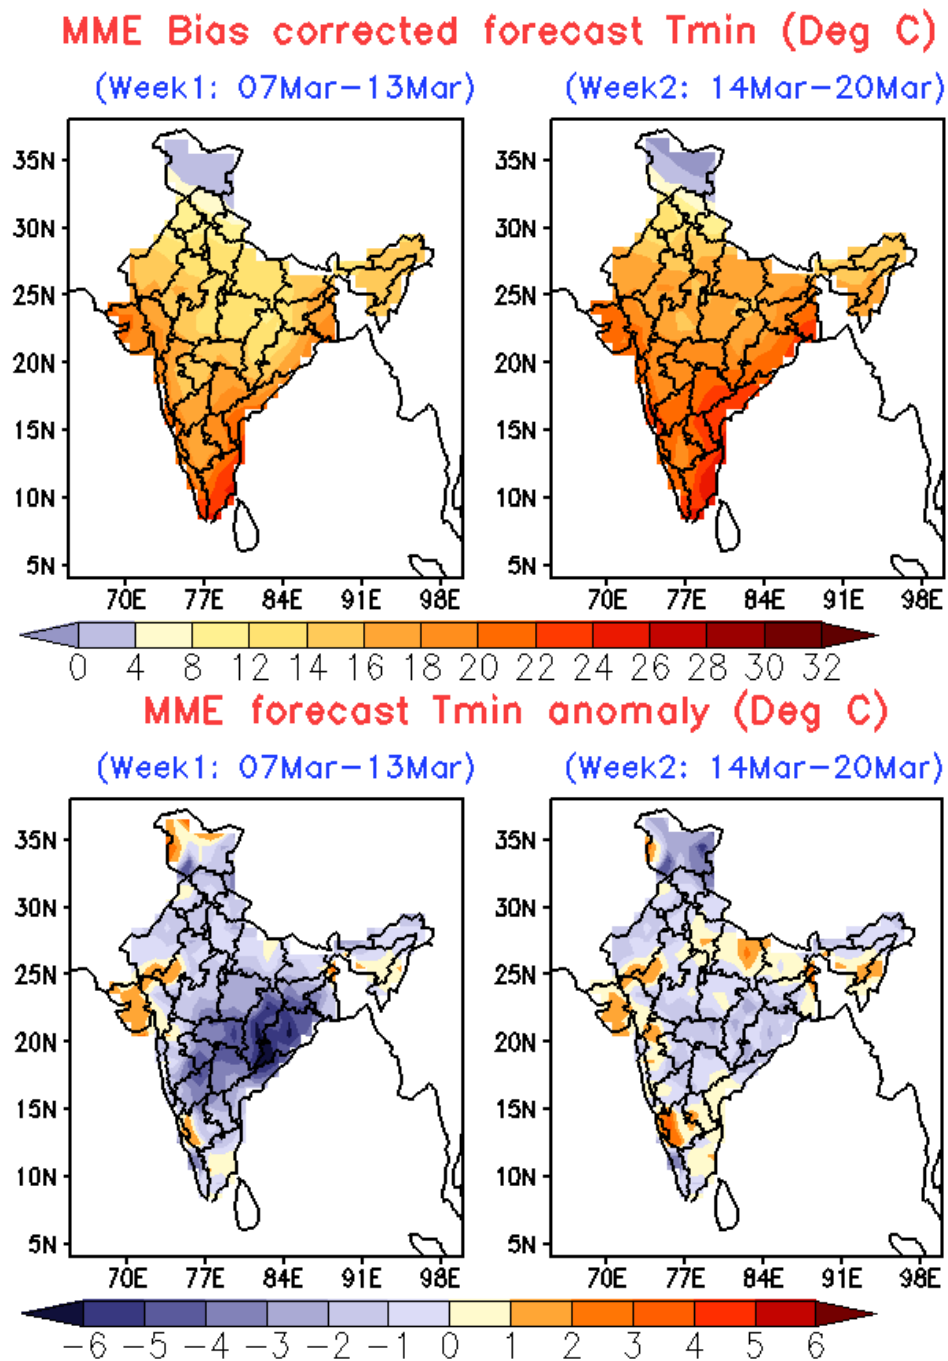 MME Bias corrected forecast Tmin (Deg C)
(Week1: 07Mar−13Mar) (Week2: 14Mar−20Mar)
35N 35N
30N 30N
25N 25N
20N 20N
15N 15N
10N 10N
5N 5N
70E 77E 84E 91E 98E 70E 77E 84E 91E 98E
0 4 8 12 14 16 18 20 22 24 26 28 30 32
MME forecast Tmin anomaly (Deg C)
(Week1: 07Mar−13Mar) (Week2: 14Mar−20Mar)
35N 35N
30N 30N
25N 25N
20N 20N
15N 15N
10N 10N
5N 5N
70E 77E 84E 91E 98E 70E 77E 84E 91E 98E
−6 −5 −4 −3 −2 −1 0 1 2 3 4 5 6